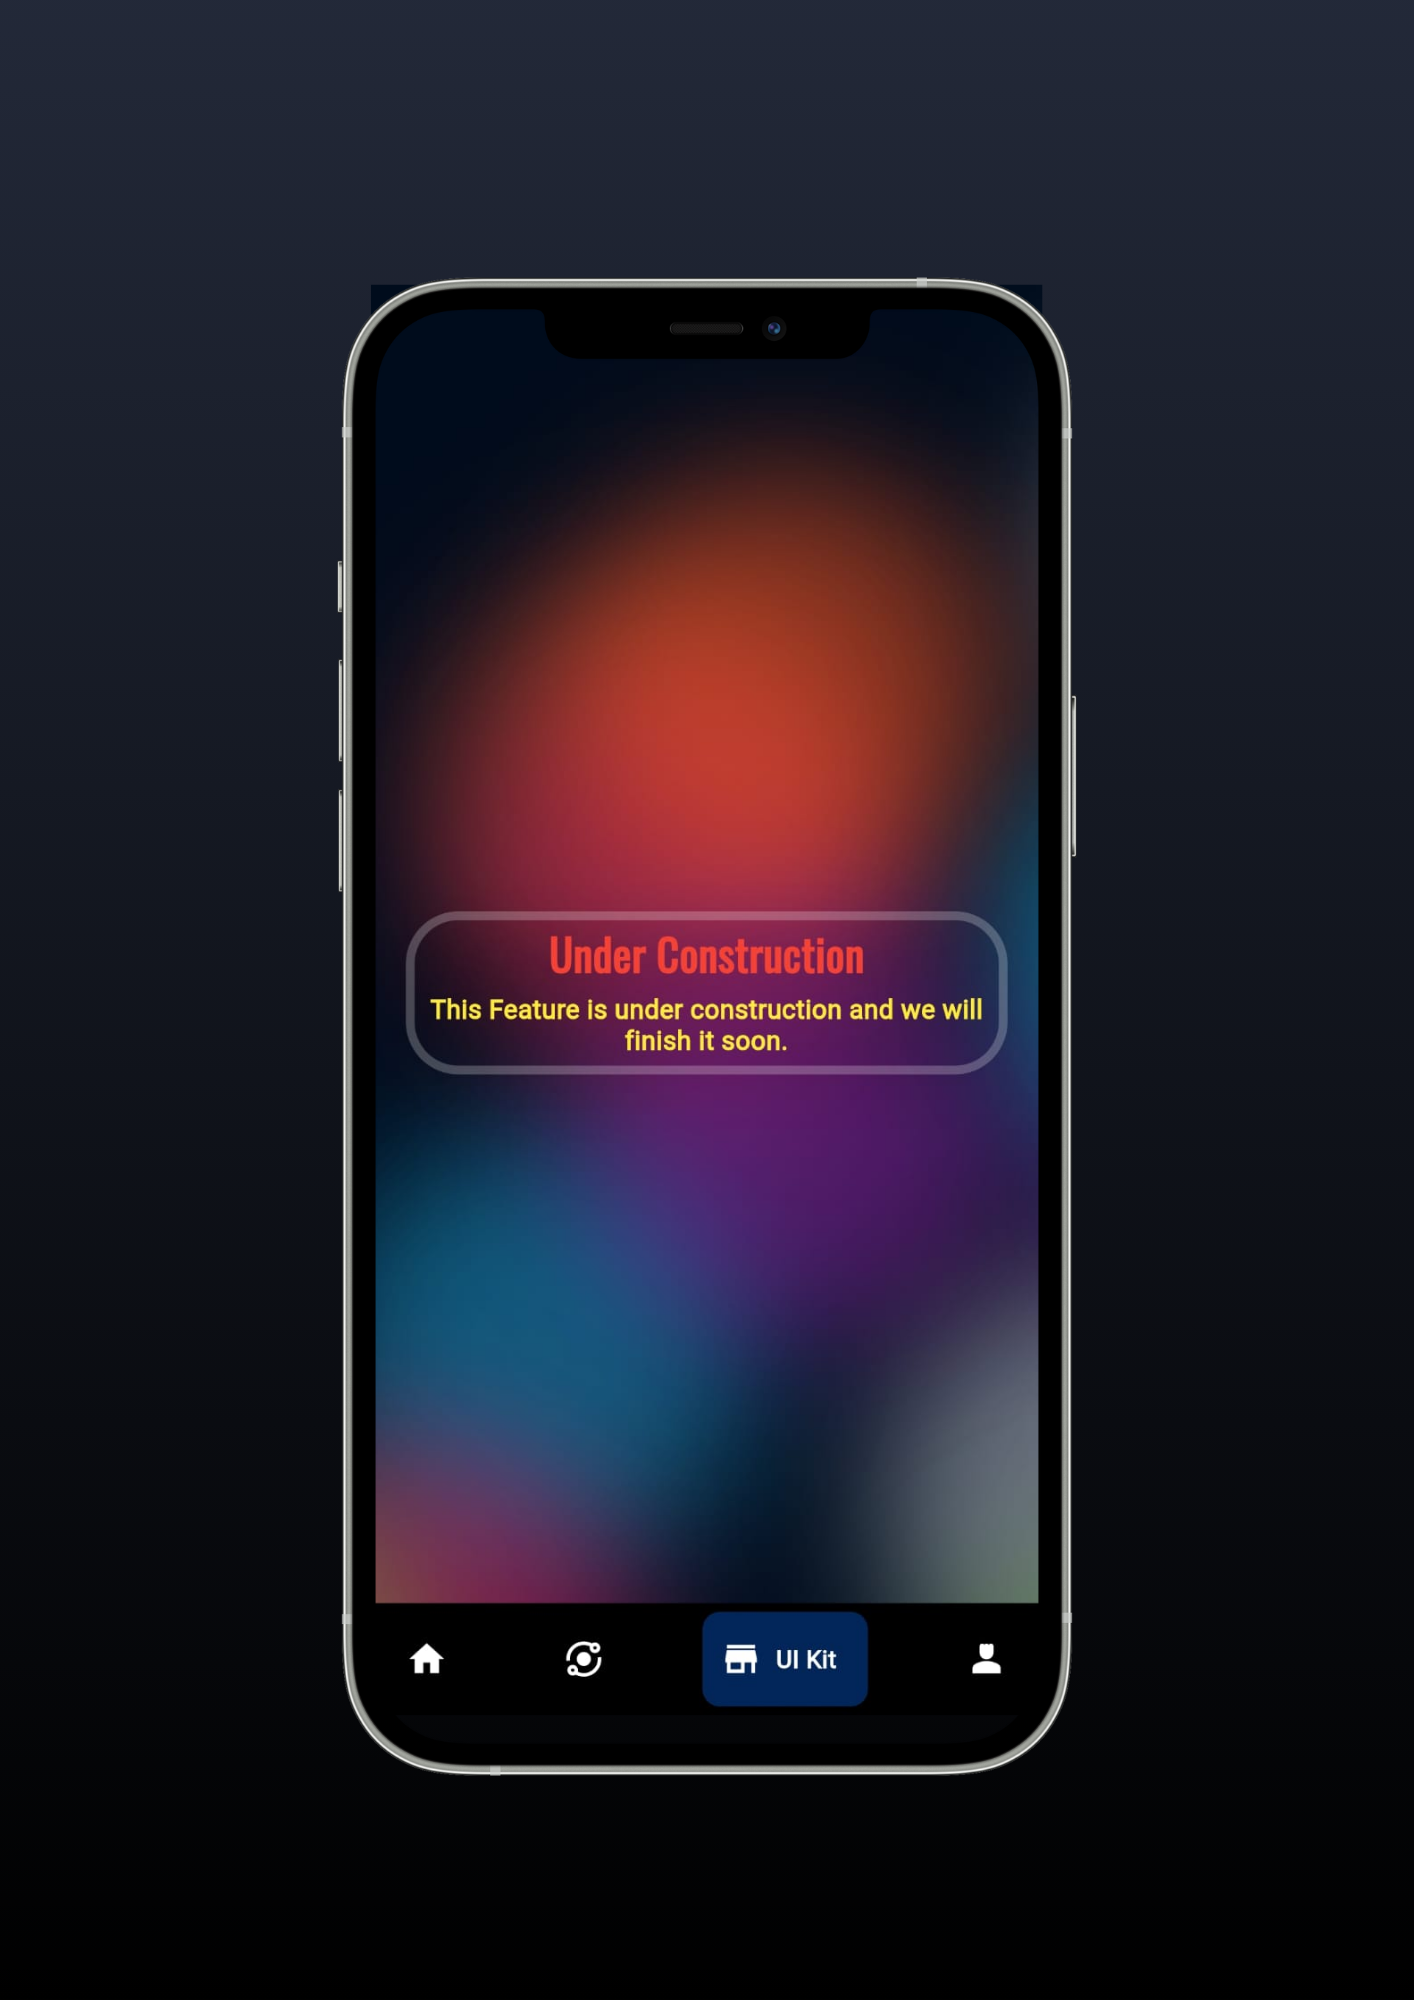 Under Construction
This Feature is under construction and we will
finish it soon.
UI Kit